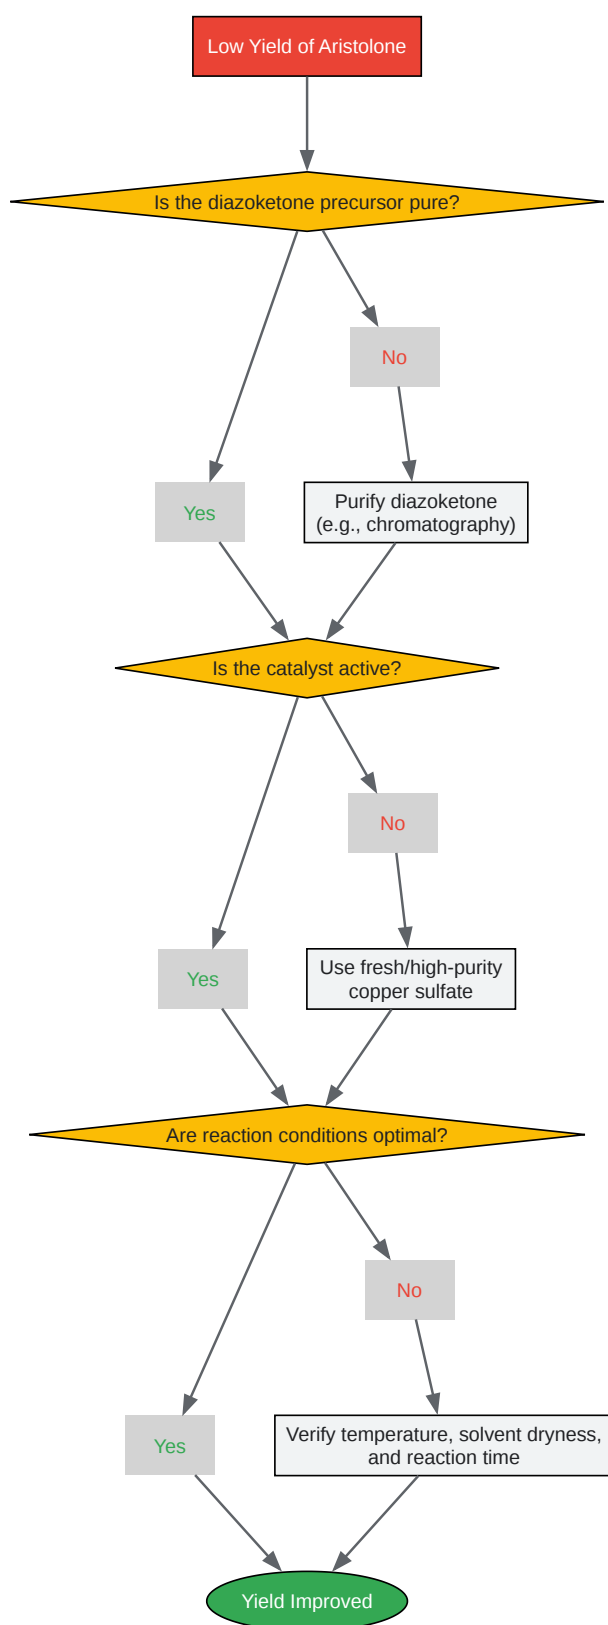 Low Yield of Aristolone
Is the diazoketone precursor pure?
No
Yes
Purify diazoketone
(e.g., chromatography)
Is the catalyst active?
No
Yes
Use fresh/high-purity
copper sulfate
Are reaction conditions optimal?
No
Yes
Verify temperature, solvent dryness,
and reaction time
Yield Improved